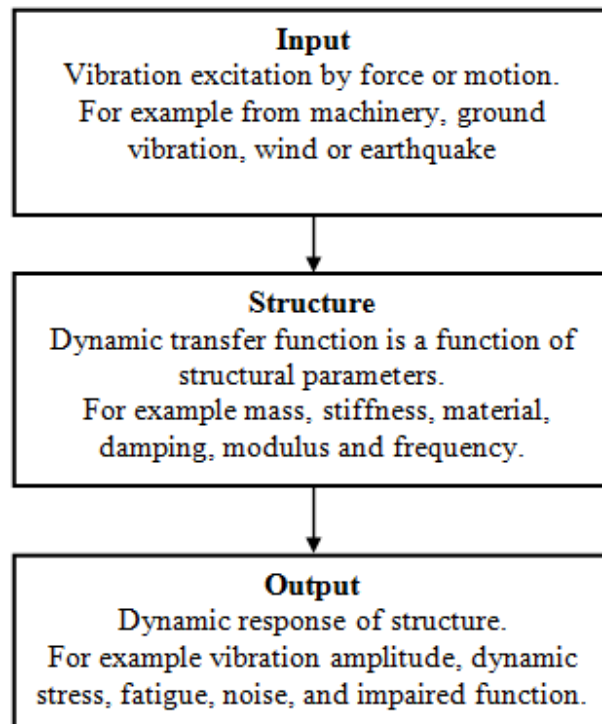 Input
Vibration excitation by force or motion.
For example from machinery, ground
vibration, wind or earthquake
Structure
Dynamic transfer function is a function of
structural parameters.
For example mass, stiffness, material,
damping, modulus and frequency.
Output
Dynamic response of structure.
For example vibration amplitude, dynamic
stress, fatigue, noise, and impaired function.